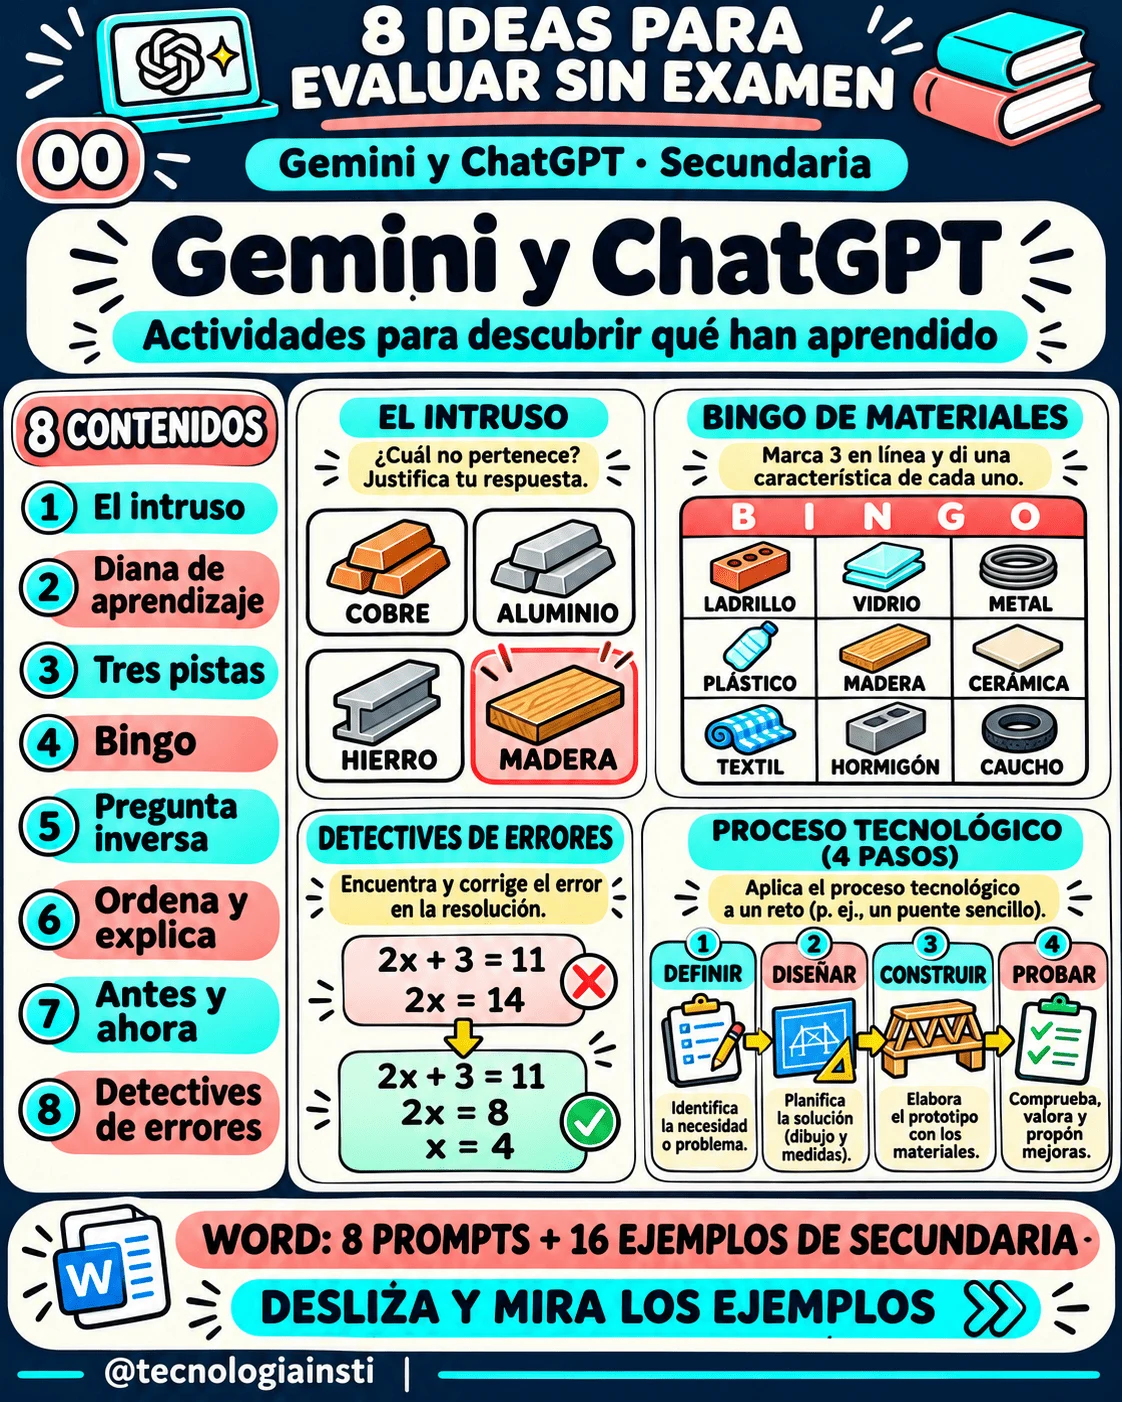 8 IDEAS PARA
EVALUAR SIN EXAMEN
00
Gemini y ChatGPT · Secundaria
Gemini y ChatGPT
Actividades para descubrir qué han aprendido
8 CONTENIDOS
1 El intruso
2 Diana de
aprendizaje
3 Tres pistas
4 Bingo
5 Pregunta
inversa
6 Ordena y
explica
7 Antes y
ahora
8 Detectives
de errores
EL INTRUSO
¿Cuál no pertenece?
Justifica tu respuesta.
COBRE
ALUMINIO
HIERRO
MADERA
BINGO DE MATERIALES
Marca 3 en línea y di una
característica de cada uno.
B I N G O
LADRILLO
VIDRIO
METAL
PLÁSTICO
MADERA
CERÁMICA
TEXTIL
HORMIGÓN
CAUCHO
DETECTIVES DE ERRORES
Encuentra y corrige el error
en la resolución.
2x + 3 = 11
2x = 14
2x + 3 = 11
2x = 8
x = 4
PROCESO TECNOLÓGICO
(4 PASOS)
Aplica el proceso tecnológico
a un reto (p. ej., un puente sencillo).
1
DEFINIR
Identifica
la necesidad
o problema.
2
DISEÑAR
Planifica
la solución
(dibujo y
medidas).
3
CONSTRUIR
Elabora
el prototipo
con los
materiales.
4
PROBAR
Comprueba,
valora y
propón
mejoras.
W
WORD: 8 PROMPTS + 16 EJEMPLOS DE SECUNDARIA ·
DESLIŻA Y MIRA LOS EJEMPLOS
@tecnologiainsti |